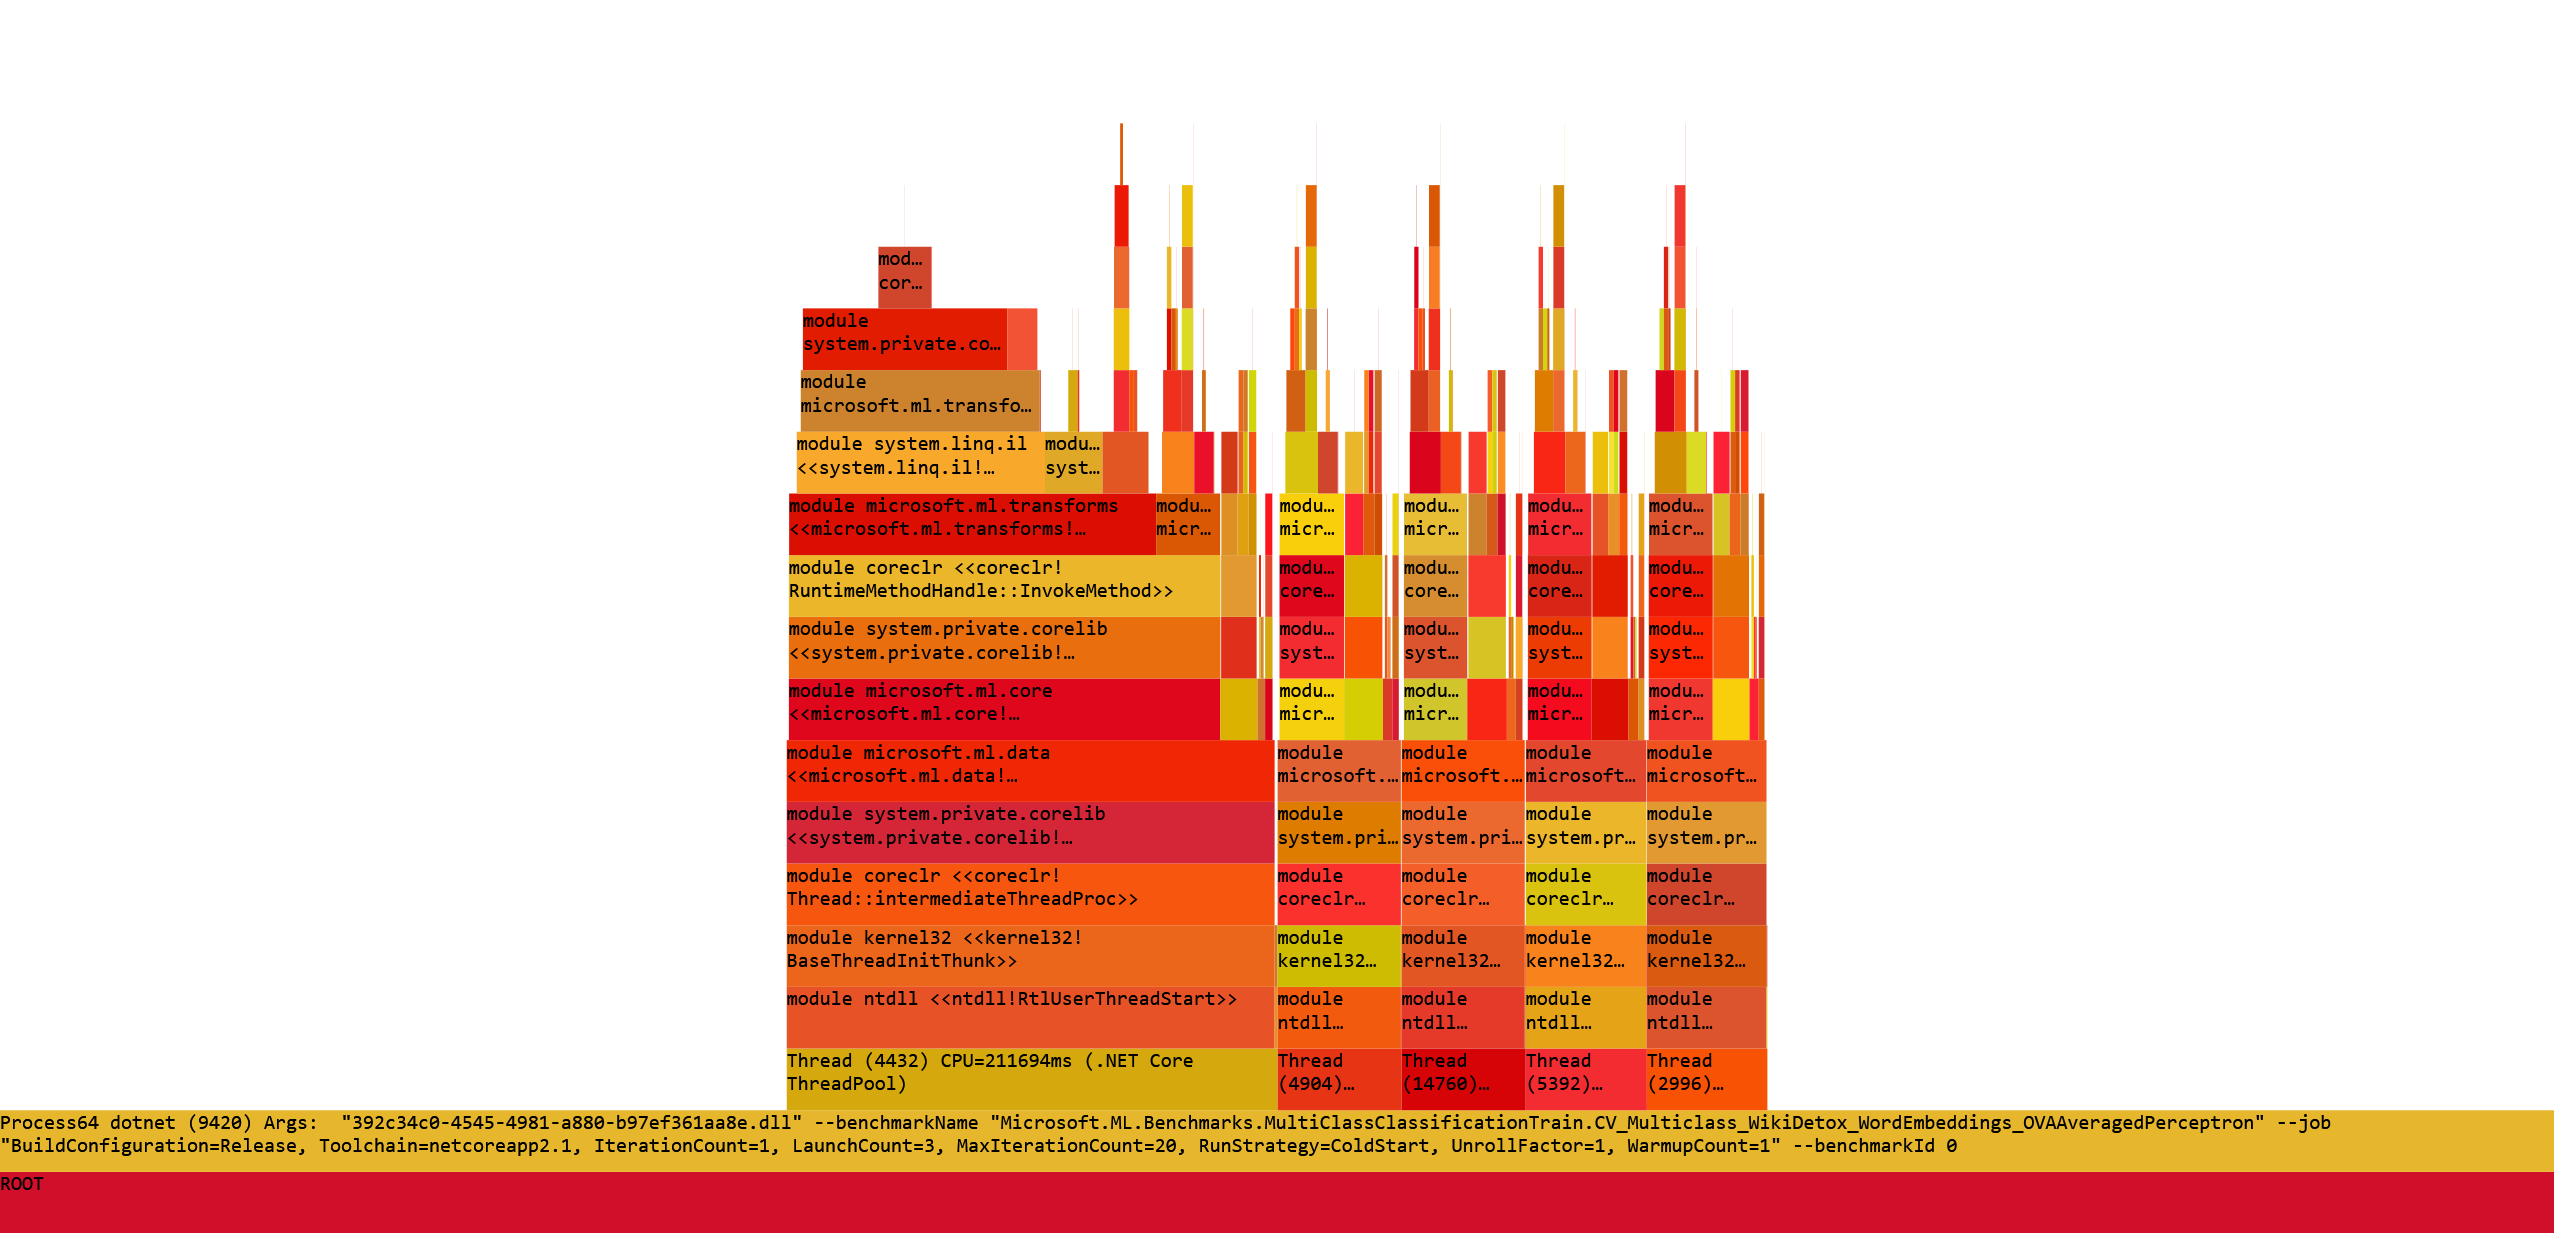 mod…
cor…
module
system.private.co…
module
microsoft.ml.transfo…
module system.linq.il
<<system.linq.il!…
modu…
syst…
module microsoft.ml.transforms
<<microsoft.ml.transforms!…
modu…
micr…
modu…
micr…
modu…
micr…
modu…
micr…
modu…
micr…
module coreclr <<coreclr!
RuntimeMethodHandle::InvokeMethod>>
modu…
core…
modu…
core…
modu…
core…
modu…
core…
module system.private.corelib
<<system.private.corelib!…
modu…
syst…
modu…
syst…
modu…
syst…
modu…
syst…
module microsoft.ml.core
<<microsoft.ml.core!…
modu…
micr…
modu…
micr…
modu…
micr…
modu…
micr…
module microsoft.ml.data
<<microsoft.ml.data!…
module
microsoft.…
module
microsoft.…
module
microsoft…
module
microsoft…
module system.private.corelib
<<system.private.corelib!…
module
system.pri…
module
system.pri…
module
system.pr…
module
system.pr…
module coreclr <<coreclr!
Thread::intermediateThreadProc>>
module
coreclr…
module
coreclr…
module
coreclr…
module
coreclr…
module kernel32 <<kernel32!
BaseThreadInitThunk>>
module
kernel32…
module
kernel32…
module
kernel32…
module
kernel32…
module ntdll <<ntdll!RtlUserThreadStart>>
module
ntdll…
module
ntdll…
module
ntdll…
module
ntdll…
Thread (4432) CPU=211694ms (.NET Core
ThreadPool)
Thread
(4904)…
Thread
(14760)…
Thread
(5392)…
Thread
(2996)…
Process64 dotnet (9420) Args:  "392c34c0-4545-4981-a880-b97ef361aa8e.dll" --benchmarkName "Microsoft.ML.Benchmarks.MultiClassClassificationTrain.CV_Multiclass_WikiDetox_WordEmbeddings_OVAAveragedPerceptron" --job
"BuildConfiguration=Release, Toolchain=netcoreapp2.1, IterationCount=1, LaunchCount=3, MaxIterationCount=20, RunStrategy=ColdStart, UnrollFactor=1, WarmupCount=1" --benchmarkId 0
ROOT